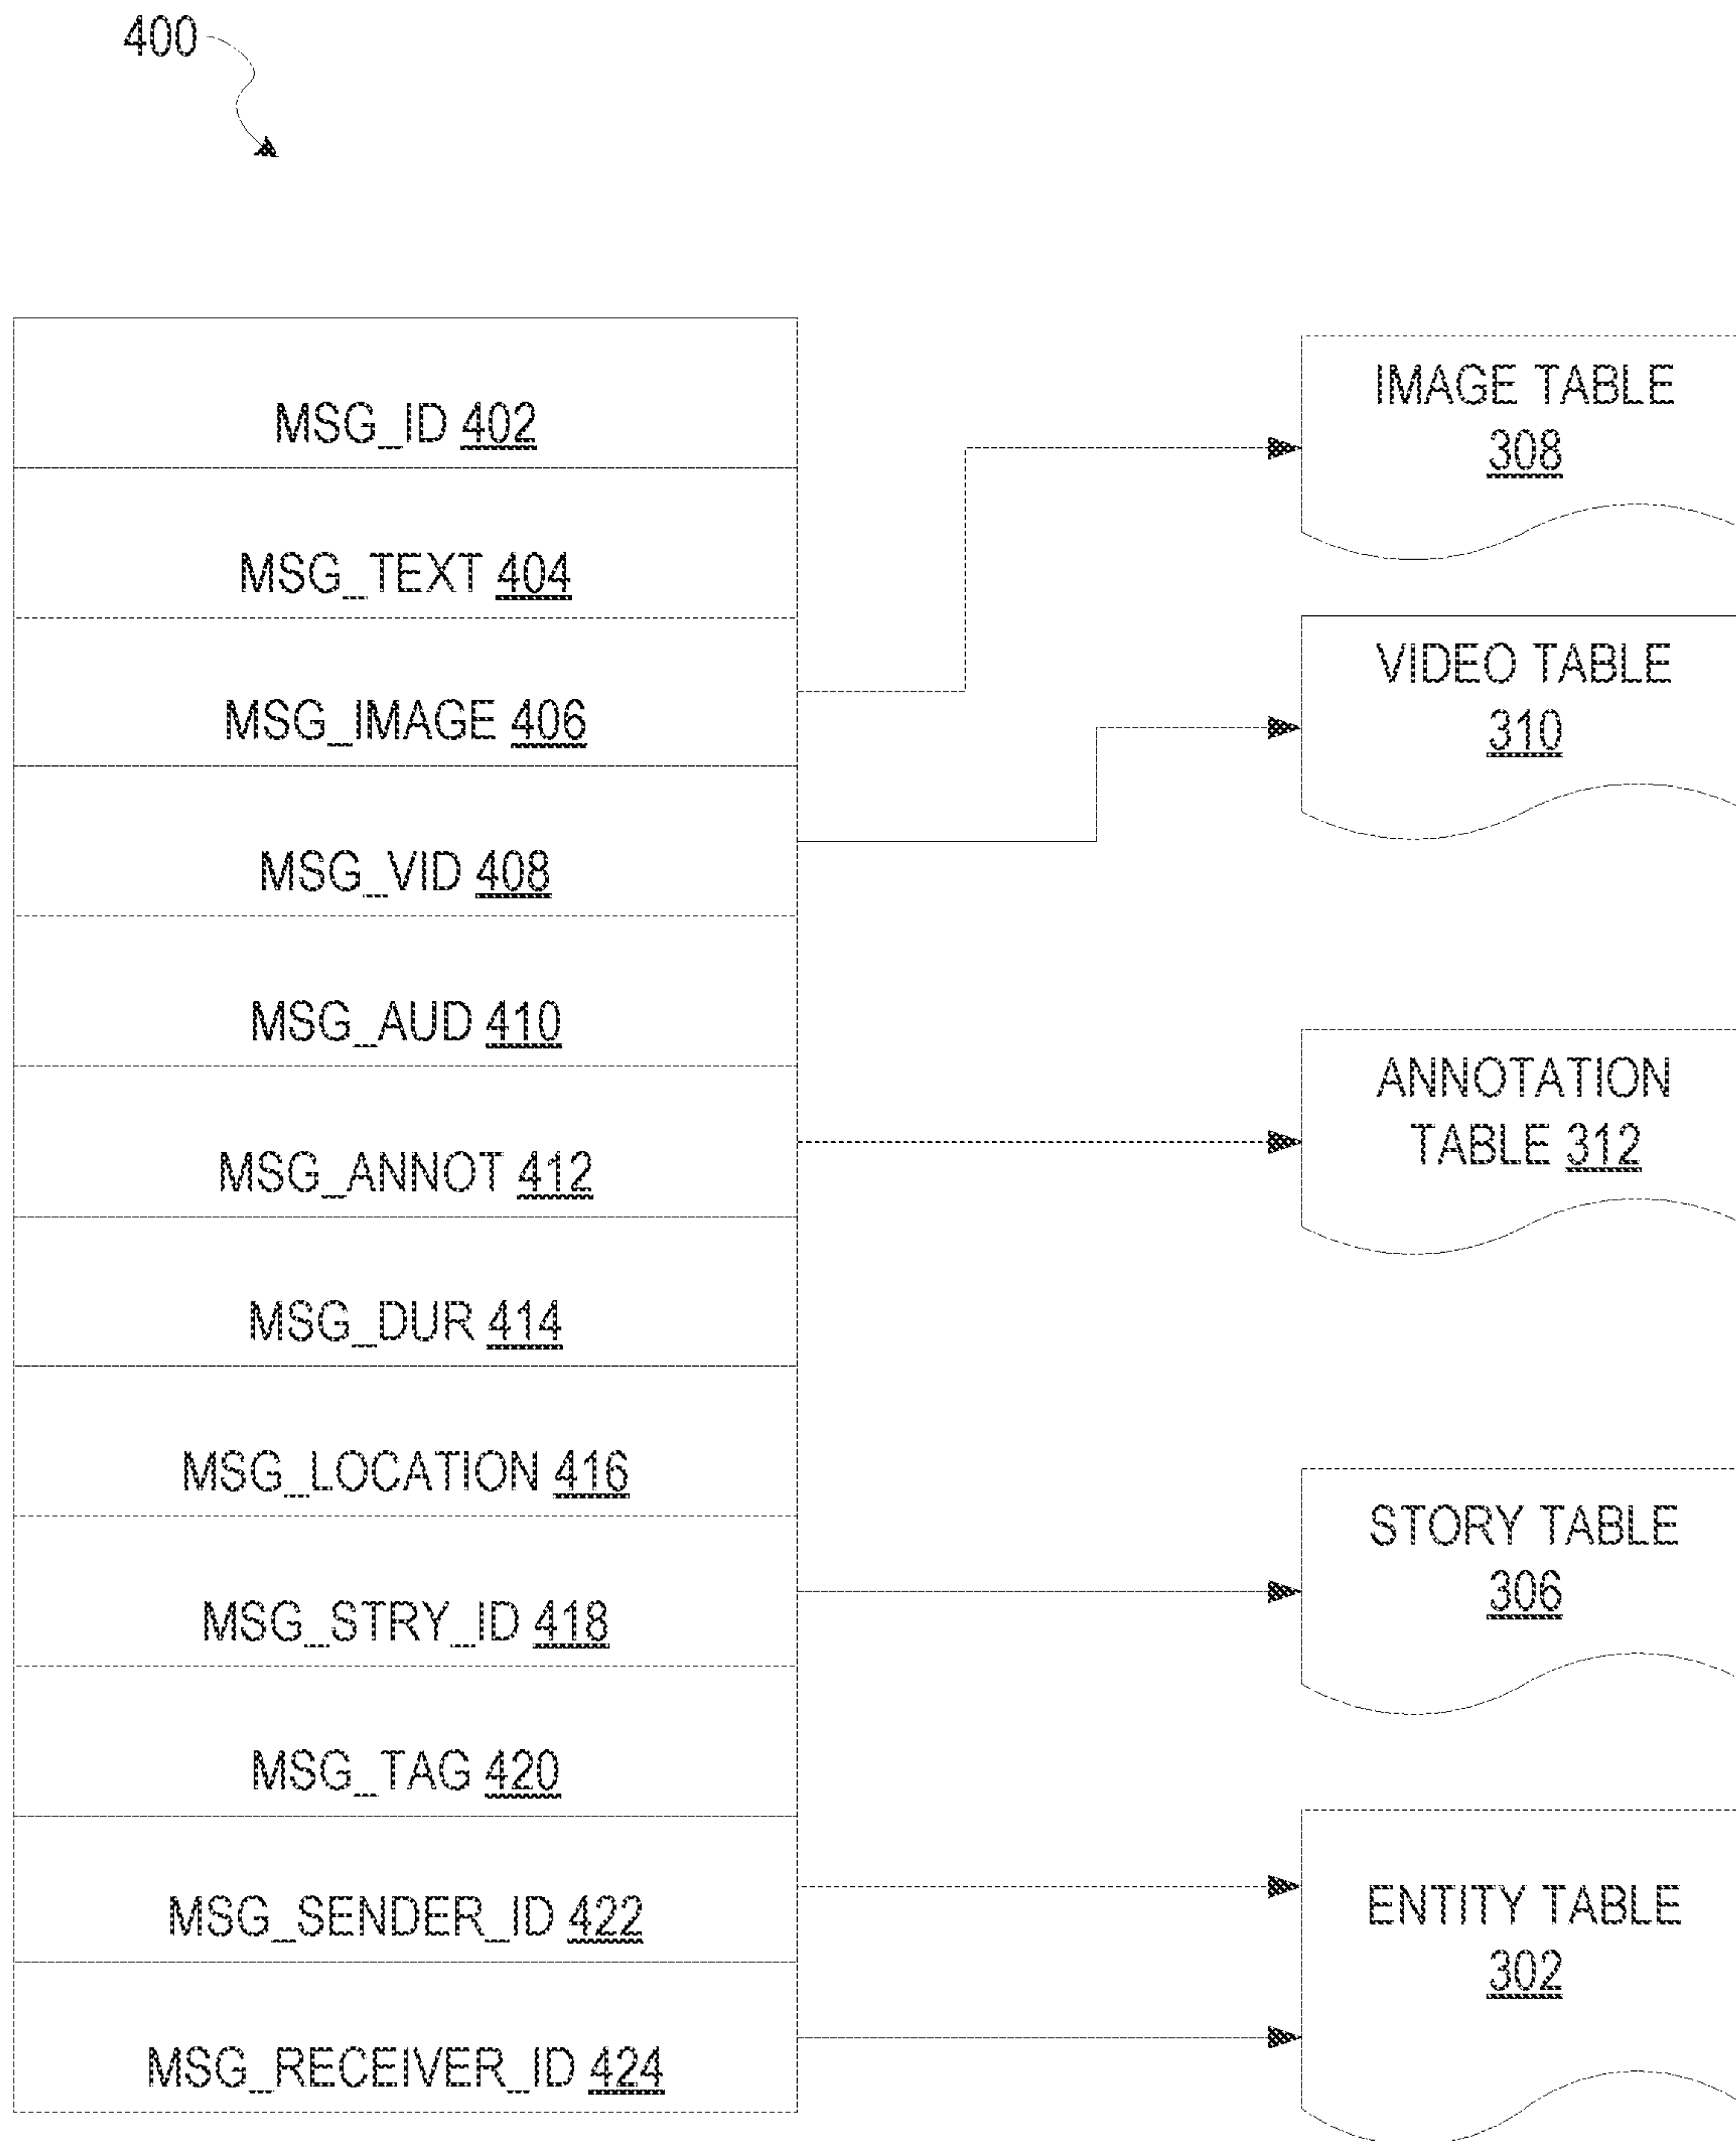 400
MSG_ID 402
MSG_TEXT 404
MSG_IMAGE 406
MSG_VID 408
MSG_AUD 410
MSG_ANNOT 412
MSG_DUR 414
MSG_LOCATION 416
MSG_STRY_ID 418
MSG_TAG 420
MSG_SENDER_ID 422
MSG_RECEIVER_ID 424
IMAGE TABLE
308
VIDEO TABLE
310
ANNOTATION
TABLE 312
STORY TABLE
306
ENTITY TABLE
302